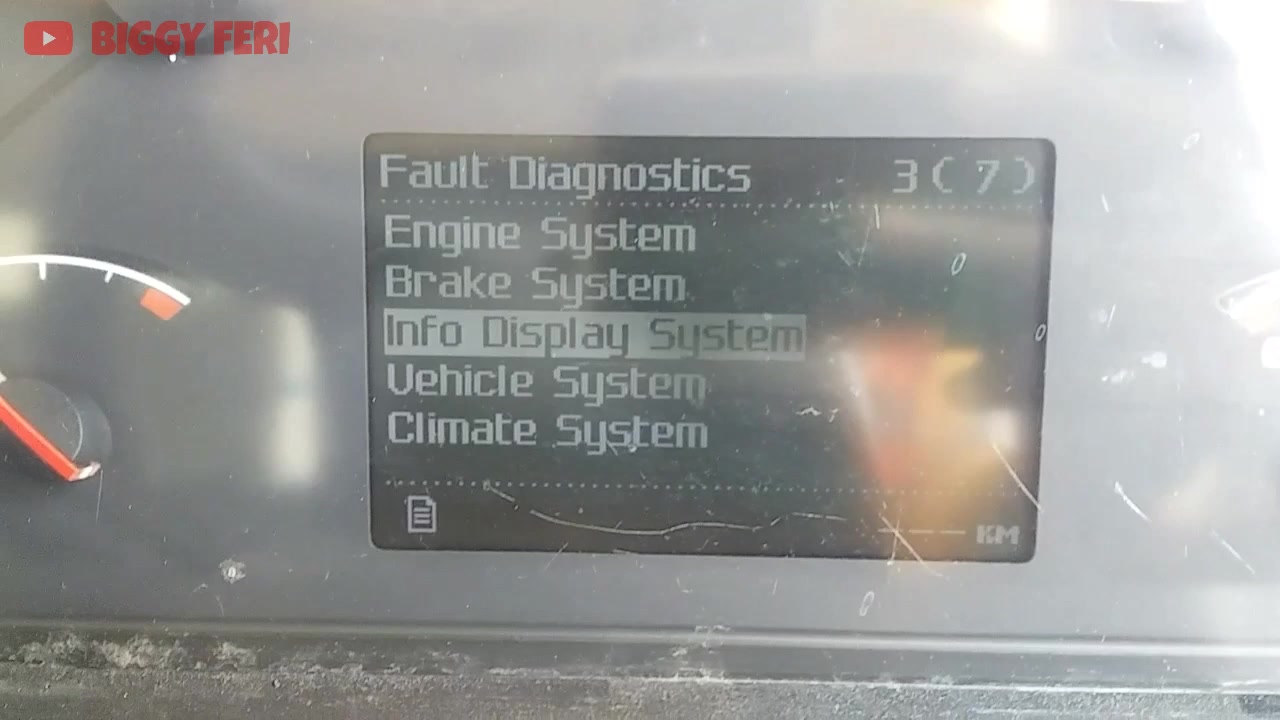 BIGGY FERI
Fault Diagnostics 3(7)
Engine System
Brake System
Info Display System
Vehicle System
Climate System
---- KM